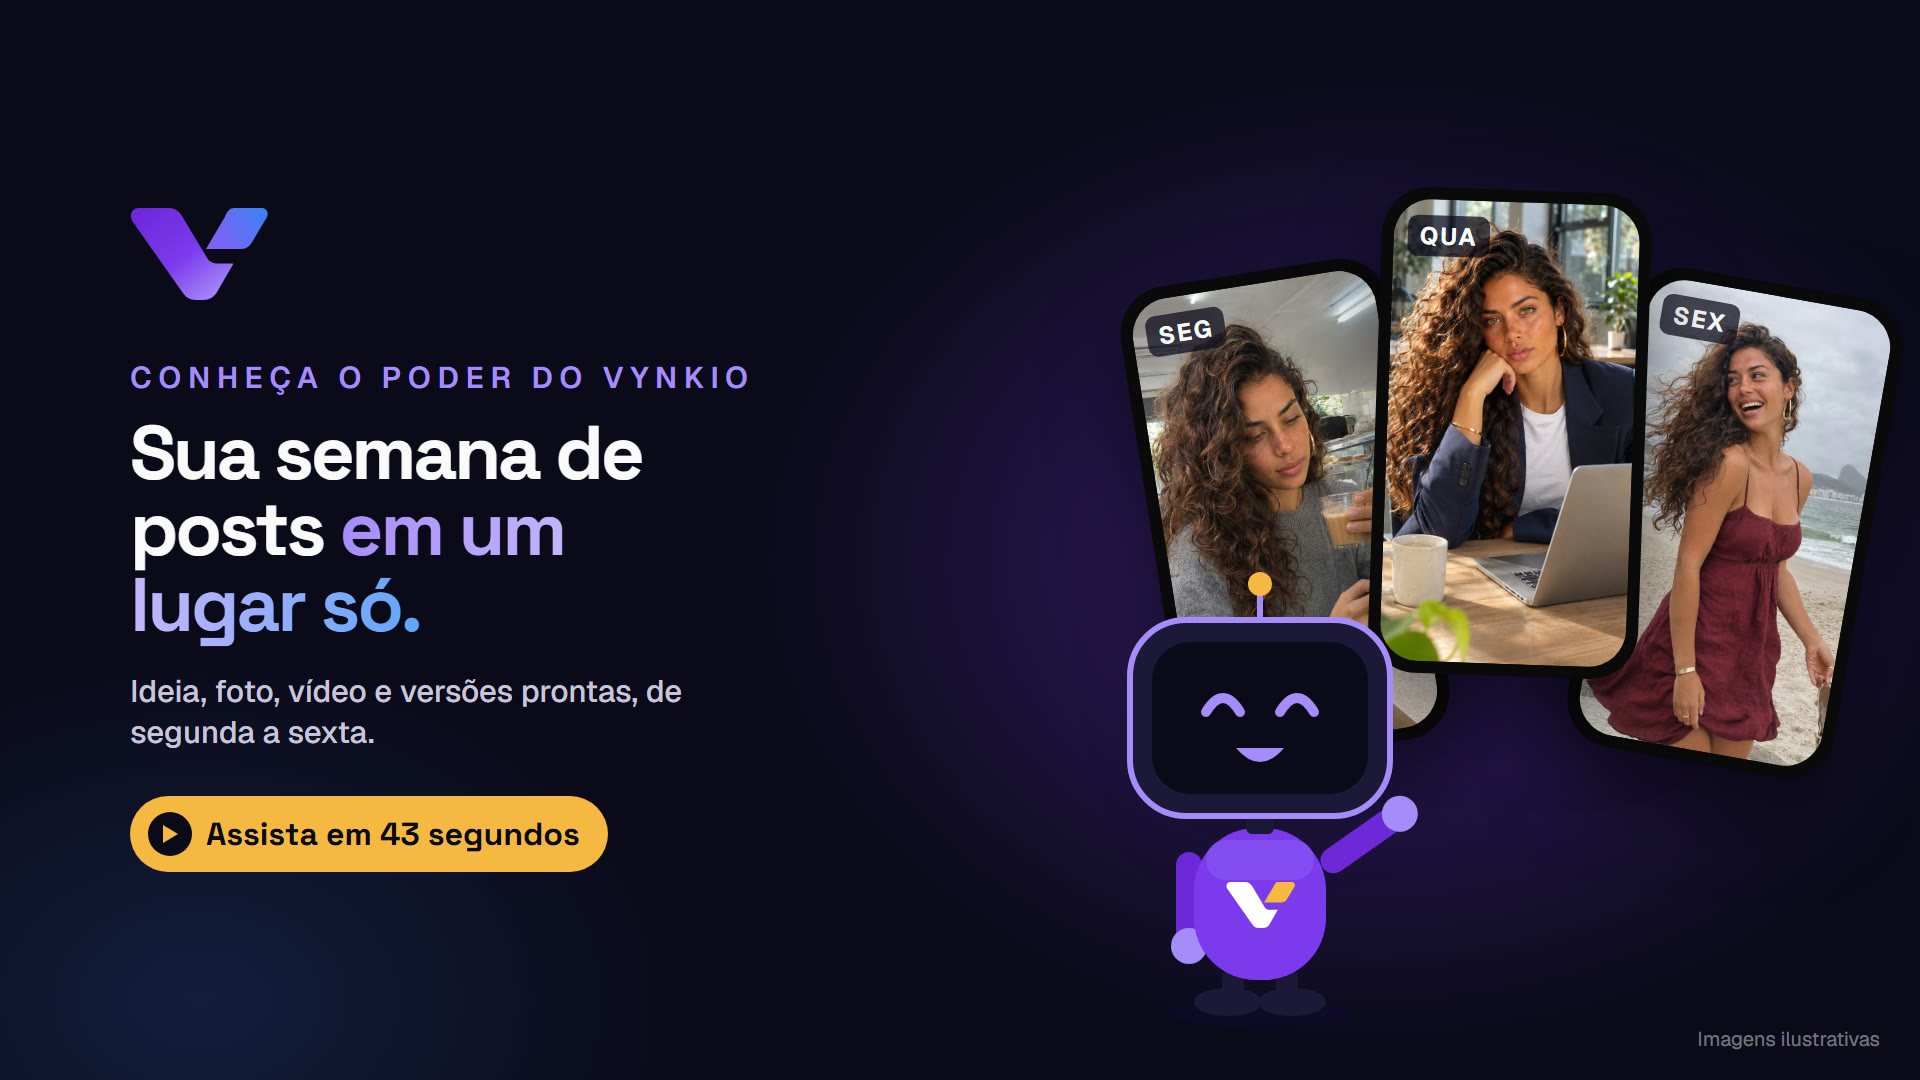 CONHEÇA O PODER DO VYNKIO
Sua semana de
posts em um
lugar só.
Ideia, foto, vídeo e versões prontas, de
segunda a sexta.
Assista em 43 segundos
SEG
QUA
SEX
Imagens ilustrativas